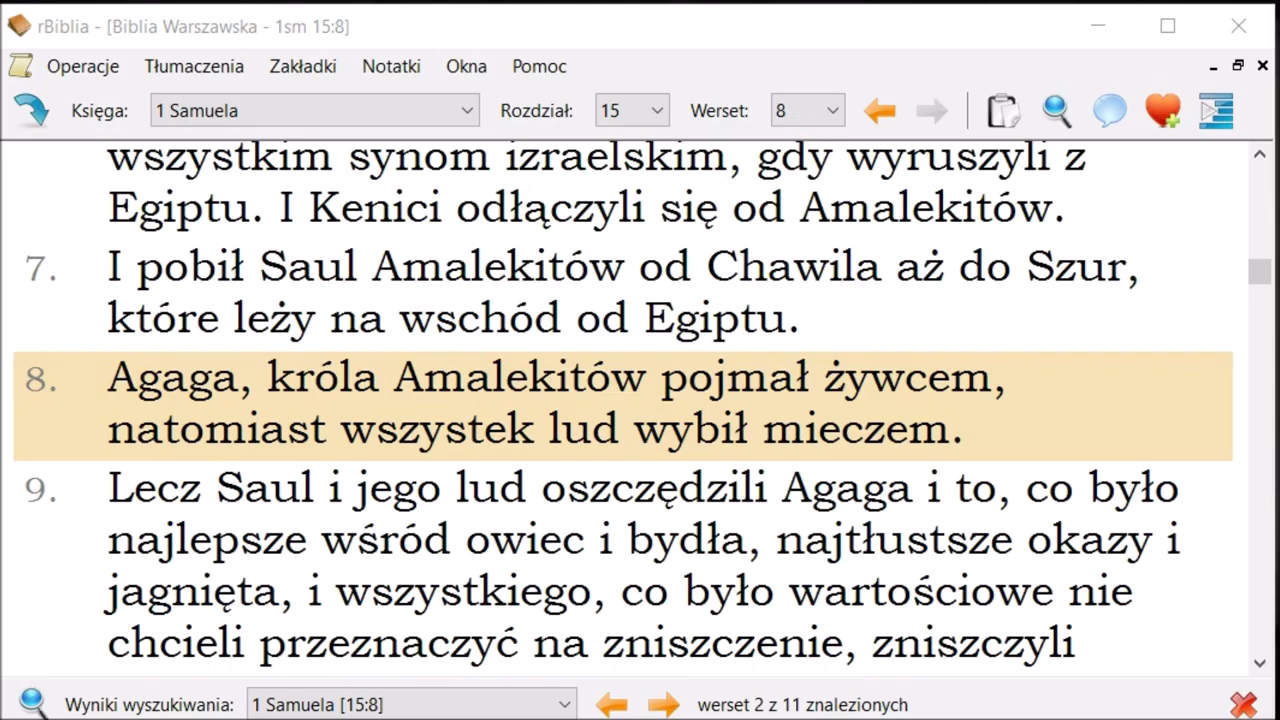 rBiblia - [Biblia Warszawska - 1sm 15:8]
Operacje Tłumaczenia Zakładki Notatki Okna Pomoc
Księga: 1 Samuela Rozdział: 15 Werset: 8
wszystkim synom izraelskim, gdy wyruszyli z
Egiptu. I Kenici odłączyli się od Amalekitów.
7. I pobił Saul Amalekitów od Chawila aż do Szur,
które leży na wschód od Egiptu.
8. Agaga, króla Amalekitów pojmał żywcem,
natomiast wszystek lud wybił mieczem.
9. Lecz Saul i jego lud oszczędzili Agaga i to, co było
najlepsze wśród owiec i bydła, najtłustsze okazy i
jagnięta, i wszystkiego, co było wartościowe nie
chcieli przeznaczyć na zniszczenie, zniszczyli
Wyniki wyszukiwania: 1 Samuela [15:8] werset 2 z 11 znalezionych